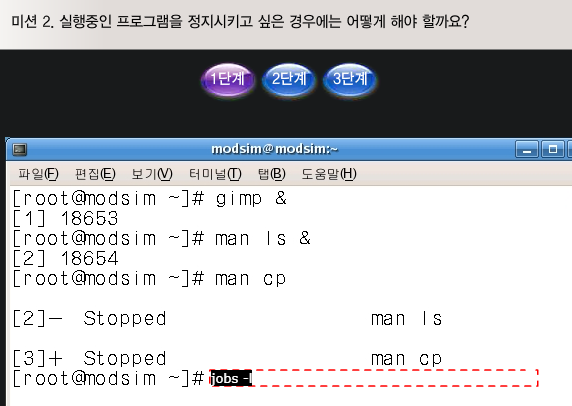 미션 2. 실행중인 프로그램을 정지시키고 싶은 경우에는 어떻게 해야 할까요?
1단계 2단계 3단계
modsim@modsim:~
파일(F) 편집(E) 보기(V) 터미널(T) 탭(B) 도움말(H)
[root@modsim ~]# gimp &
[1] 18653
[root@modsim ~]# man ls &
[2] 18654
[root@modsim ~]# man cp
[2]- Stopped man ls
[3]+ Stopped man cp
[root@modsim ~]# jobs -l